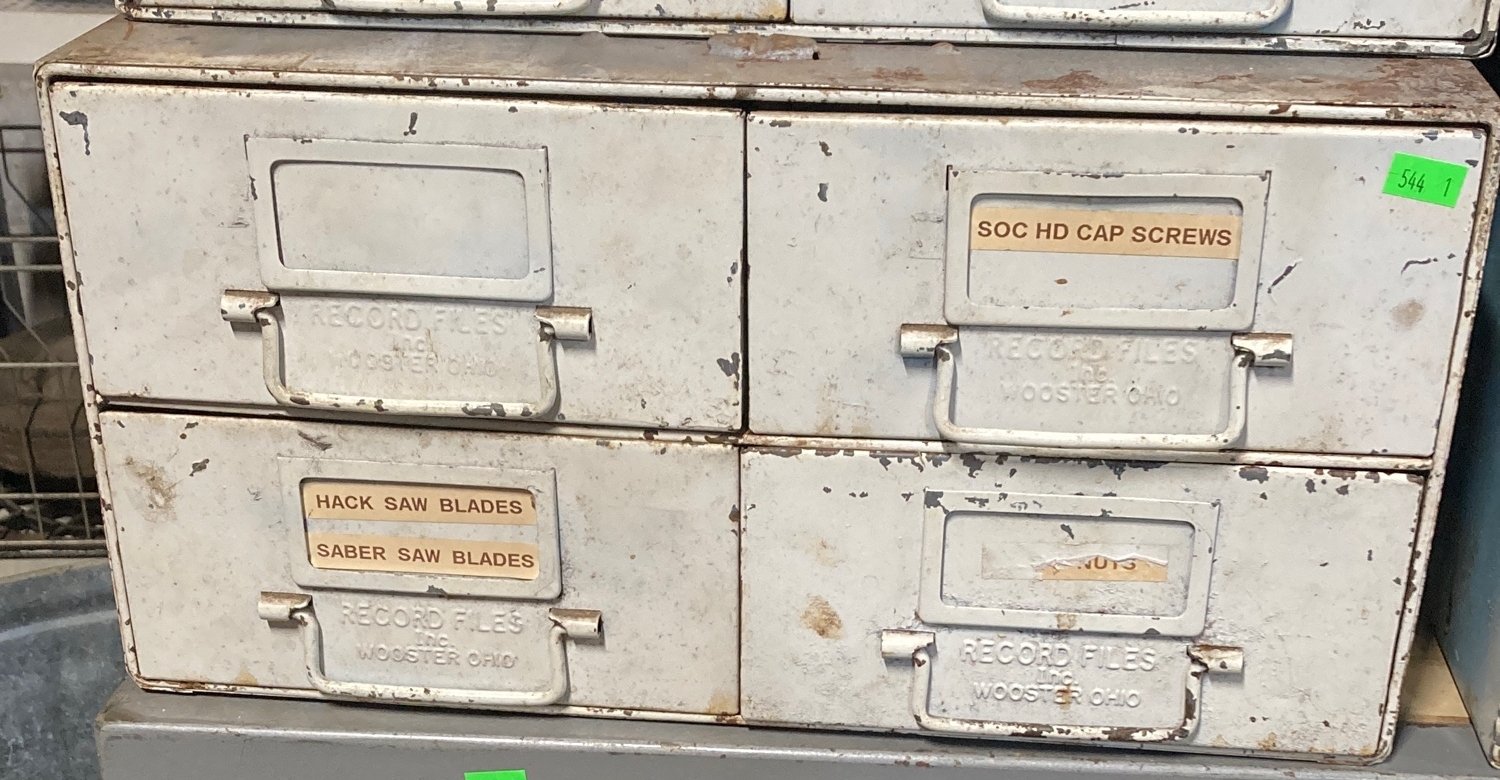 544 1
SOC HD CAP SCREWS
RECORD FILES
Inc
WOOSTER OHIO
RECORD FILES
Inc
WOOSTER OHIO
HACK SAW BLADES
SABER SAW BLADES
NUTS
RECORD FILES
Inc
WOOSTER OHIO
RECORD FILES
Inc.
WOOSTER OHIO